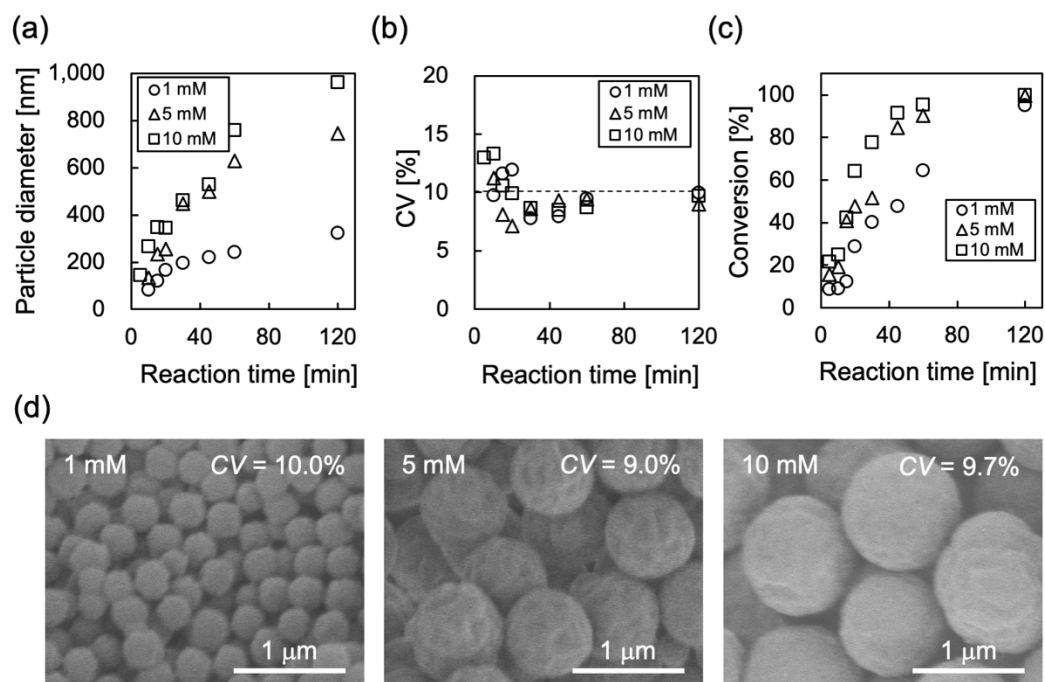 (a)
Particle diameter [nm]
1,000
800
600
400
200
0
0 40 80 120
Reaction time [min]
1 mM
5 mM
10 mM
(b)
CV [%]
20
15
10
5
0
0 40 80 120
Reaction time [min]
1 mM
5 mM
10 mM
(c)
Conversion [%]
100
80
60
40
20
0
0 40 80 120
Reaction time [min]
1 mM
5 mM
10 mM
(d)
1 mM CV = 10.0%
1 μm
5 mM CV = 9.0%
1 μm
10 mM CV = 9.7%
1 μm